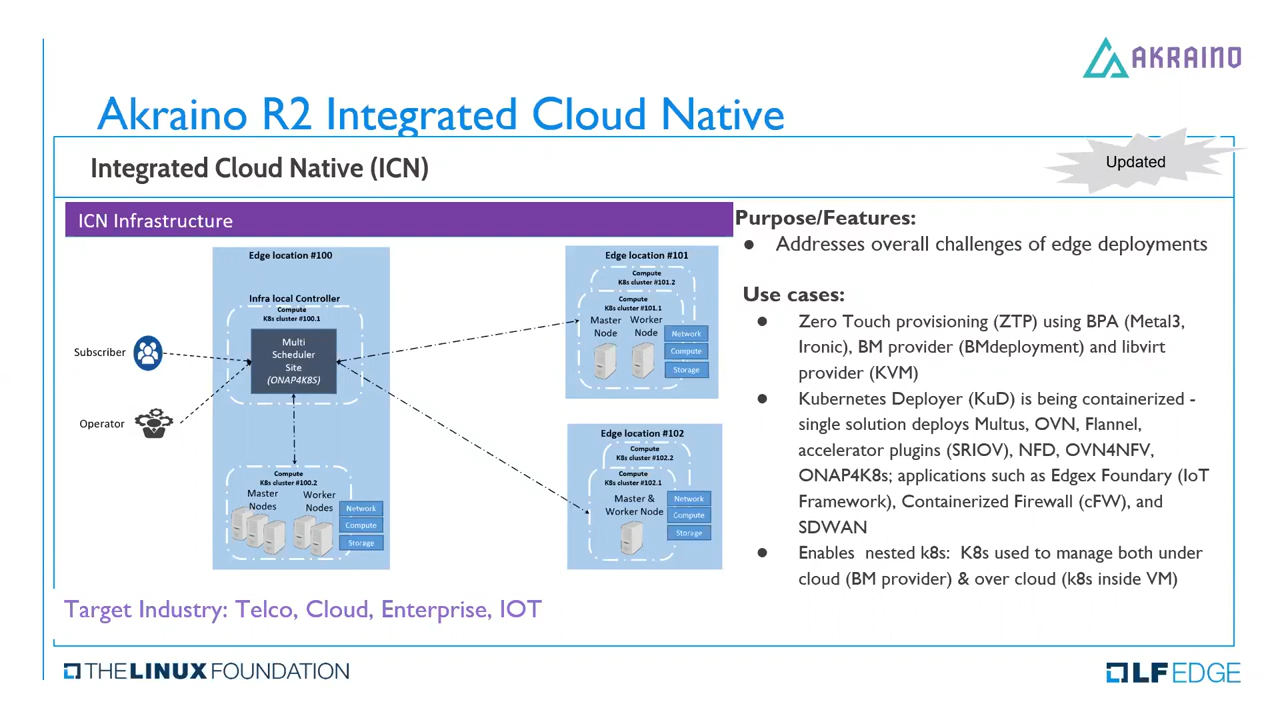 AKRAINO
Akraino R2 Integrated Cloud Native
Integrated Cloud Native (ICN)
Updated
ICN Infrastructure
Edge location #100
Infra local Controller
Compute
K8s cluster #100.1
Multi
Scheduler
Site
(ONAP4K8S)
Subscriber
Operator
Compute
K8s cluster #100.2
Master
Nodes
Worker
Nodes
Network
Compute
Storage
Edge location #101
Compute
K8s cluster #101.2
Compute
K8s cluster #101.1
Master
Node
Worker
Node
Network
Compute
Storage
Edge location #102
Compute
K8s cluster #102.2
Compute
K8s cluster #102.1
Master &
Worker Node
Network
Compute
Storage
Purpose/Features:
● Addresses overall challenges of edge deployments
Use cases:
● Zero Touch provisioning (ZTP) using BPA (Metal3,
Ironic), BM provider (BMdeployment) and libvirt
provider (KVM)
● Kubernetes Deployer (KuD) is being containerized -
single solution deploys Multus, OVN, Flannel,
accelerator plugins (SRIOV), NFD, OVN4NFV,
ONAP4K8s; applications such as Edgex Foundary (IoT
Framework), Containerized Firewall (cFW), and
SDWAN
● Enables nested k8s: K8s used to manage both under
cloud (BM provider) & over cloud (k8s inside VM)
Target Industry: Telco, Cloud, Enterprise, IOT
THE LINUX FOUNDATION
LF EDGE